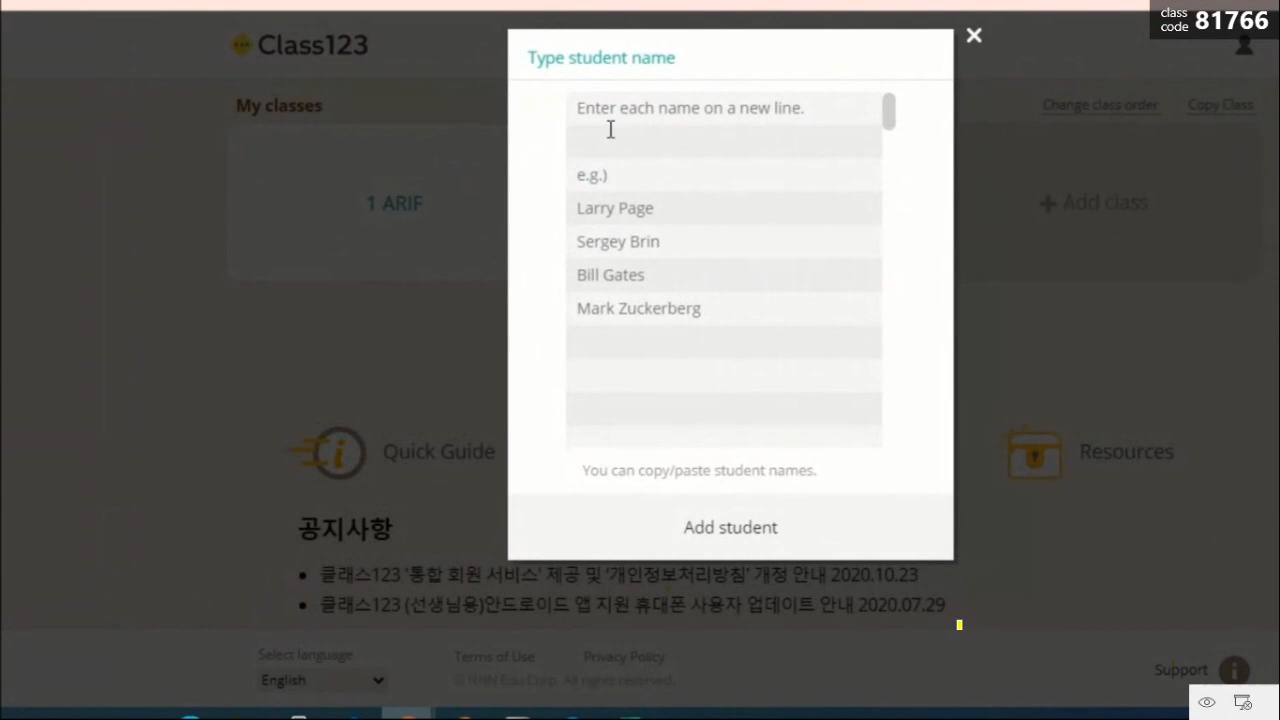 class
code 81766
Class123
Type student name
My classes
Change class order
Copy Class
Enter each name on a new line.
e.g.)
Larry Page
Sergey Brin
Bill Gates
Mark Zuckerberg
1 ARIF
+ Add class
You can copy/paste student names.
Add student
Quick Guide
Resources
공지사항
• 클래스123 '통합 회원 서비스' 제공 및 '개인정보처리방침' 개정 안내 2020.10.23
• 클래스123 (선생님용)안드로이드 앱 지원 휴대폰 사용자 업데이트 안내 2020.07.29
Select language
English
Terms of Use
Privacy Policy
© NHN Edu Corp. All rights reserved.
Support